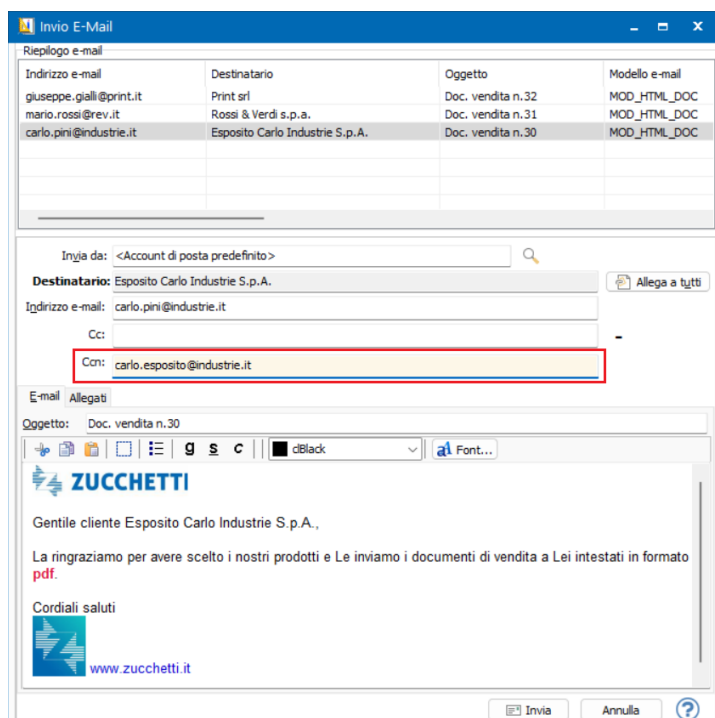 Invio E-Mail
Riepilogo e-mail
Indirizzo e-mail Destinatario Oggetto Modello e-mail
giuseppe.gialli@print.it Print srl Doc. vendita n.32 MOD_HTML_DOC
mario.rossi@rev.it Rossi & Verdi s.p.a. Doc. vendita n.31 MOD_HTML_DOC
carlo.pini@industrie.it Esposito Carlo Industrie S.p.A. Doc. vendita n.30 MOD_HTML_DOC
Invia da: <Account di posta predefinito>
Destinatario: Esposito Carlo Industrie S.p.A. Allega a tutti
Indirizzo e-mail: carlo.pini@industrie.it
Cc:
Ccn: carlo.esposito@industrie.it
E-mail Allegati
Oggetto: Doc. vendita n.30
g s c clBlack a Font...
ZUCCHETTI
Gentile cliente Esposito Carlo Industrie S.p.A.,
La ringraziamo per avere scelto i nostri prodotti e Le inviamo i documenti di vendita a Lei intestati in formato
pdf.
Cordiali saluti
www.zucchetti.it
Invia Annulla ?